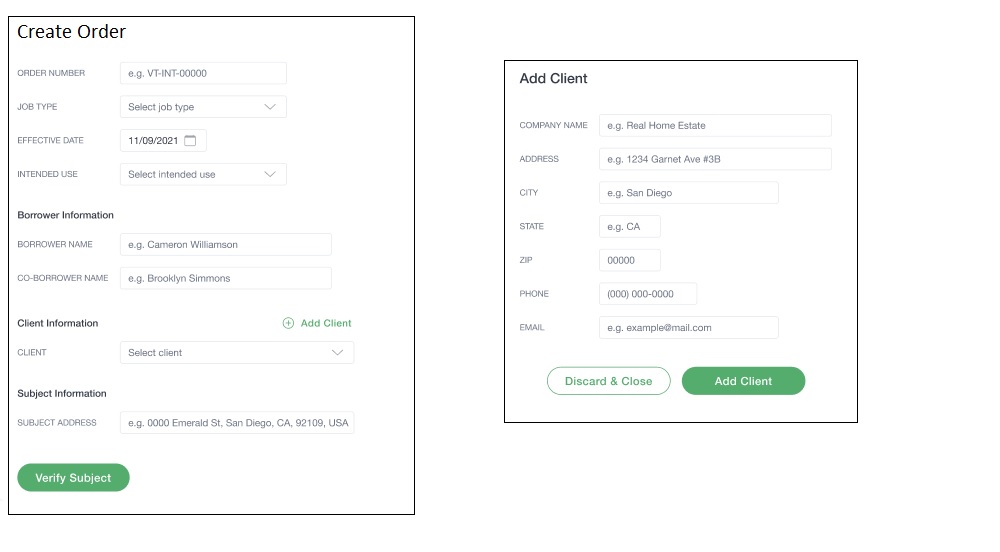 Create Order
ORDER NUMBER e.g. VT-INT-00000
JOB TYPE Select job type
EFFECTIVE DATE 11/09/2021
INTENDED USE Select intended use
Borrower Information
BORROWER NAME e.g. Cameron Williamson
CO-BORROWER NAME e.g. Brooklyn Simmons
Client Information Add Client
CLIENT Select client
Subject Information
SUBJECT ADDRESS e.g. 0000 Emerald St, San Diego, CA, 92109, USA
Verify Subject
Add Client
COMPANY NAME e.g. Real Home Estate
ADDRESS e.g. 1234 Garnet Ave #3B
CITY e.g. San Diego
STATE e.g. CA
ZIP 00000
PHONE (000) 000-0000
EMAIL e.g. example@mail.com
Discard & Close Add Client